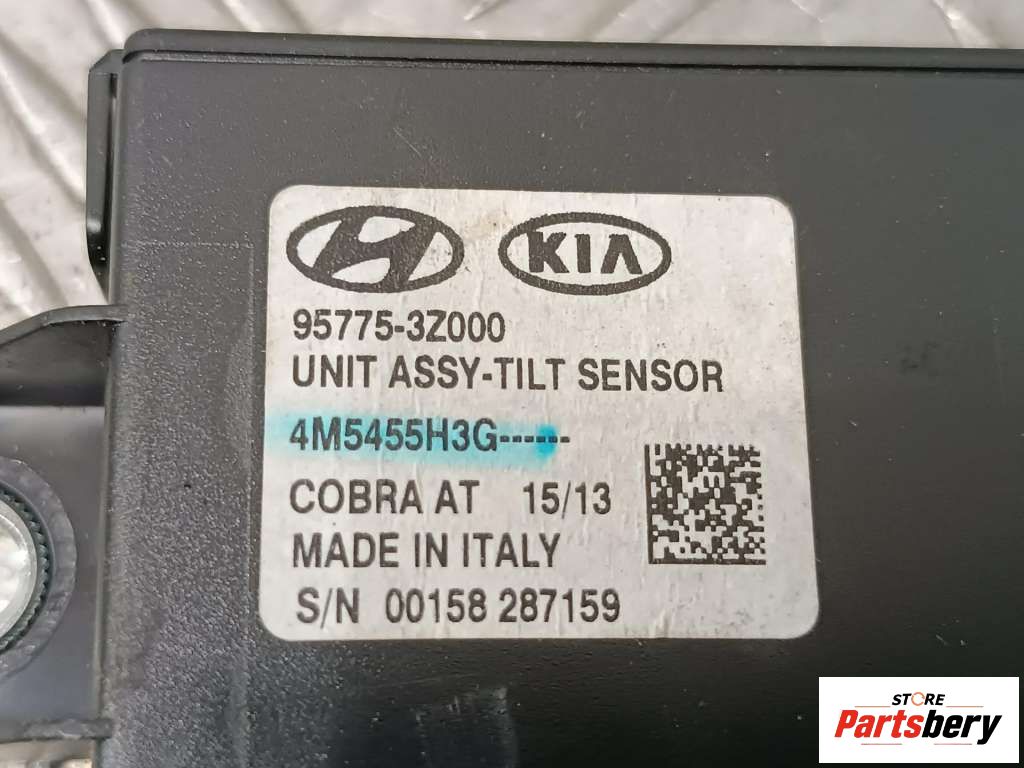 KIA
95775-3Z000
UNIT ASSY-TILT SENSOR
4M5455H3G------
COBRA AT 15/13
MADE IN ITALY
S/N 00158 287159
STORE
Partsbery